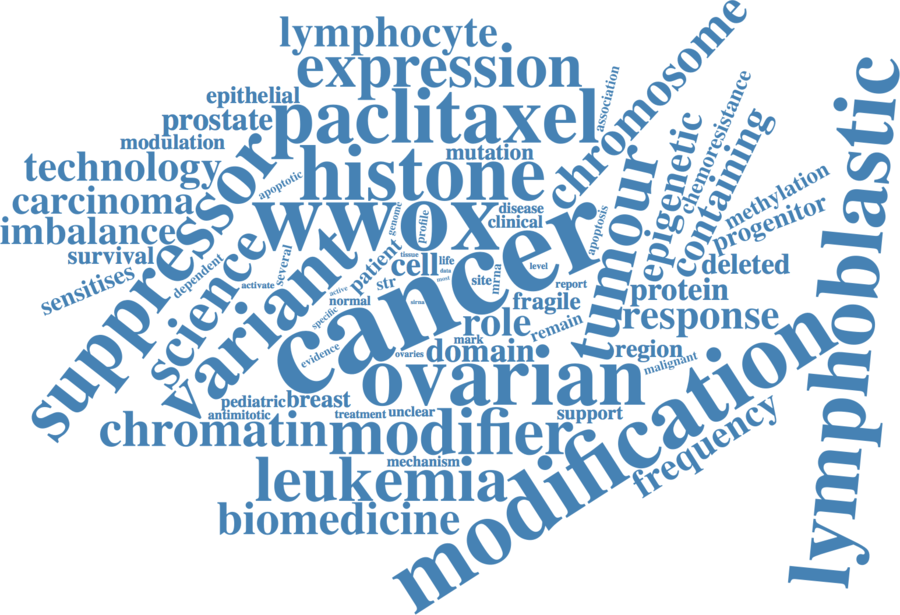 lymphocyte
expression
chromosome
epithelial
paclitaxel
association
prostate
modulation
mutation
technology
histone
chemoresistance
suppressor
apoptotic
epigenetic
containing
carcinoma
wwox
genome
profile
disease
clinical
tumour
methylation
progenitor
imbalance
apoptosis
lymphoblastic
survival
science
several
patient
tissue
cell
life
data
mood
site
mrna
level
deleted
sensitises
dependent
activate
variant
active
str
normal
sirna
cancer
report
fragile
protein
specific
role
remain
response
evidence
mark
ovaries
domain
region
malignant
ovarian
pediatric
breast
antimitotic
treatment
unclear
support
chromatin
modifier
modification
frequency
mechanism
leukemia
biomedicine